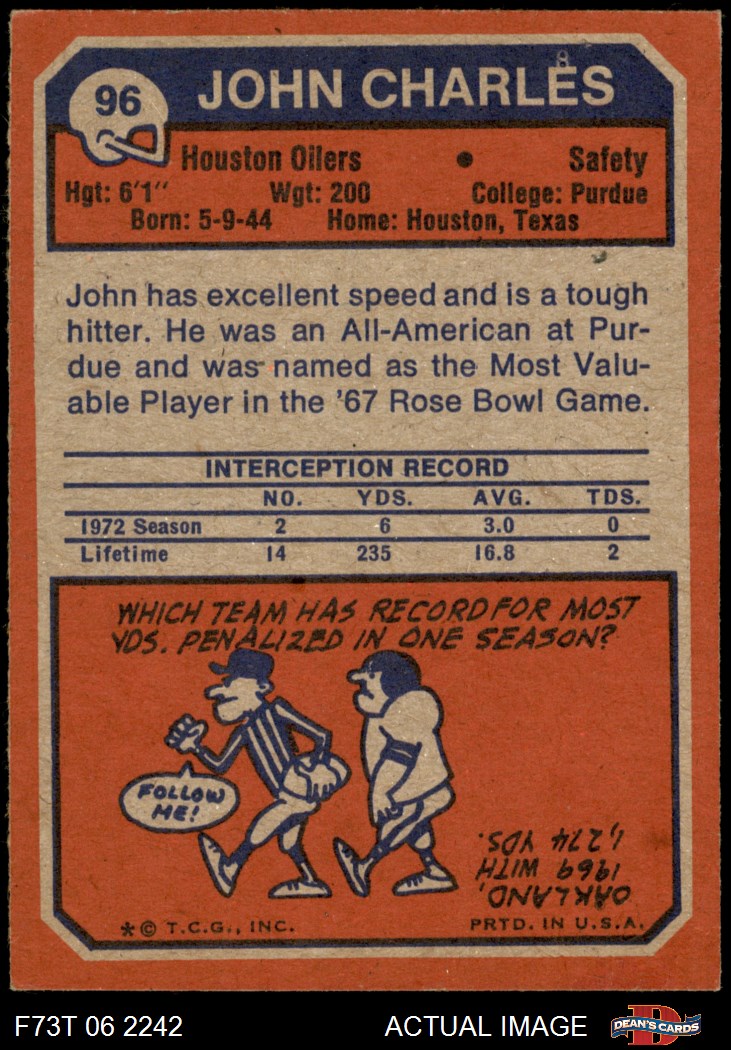 8
96
JOHN CHARLES
Houston Oilers • Safety
Hgt: 6'1" Wgt: 200 College: Purdue
Born: 5-9-44 Home: Houston, Texas
John has excellent speed and is a tough
hitter. He was an All-American at Pur-
due and was named as the Most Valu-
able Player in the '67 Rose Bowl Game.
INTERCEPTION RECORD
NO. YDS. AVG. TDS.
1972 Season 2 6 3.0 0
Lifetime 14 235 16.8 2
WHICH TEAM HAS RECORD FOR MOST
YDS. PENALIZED IN ONE SEASON?
FOLLOW
ME!
OAKLAND,
1969 WITH
1,274 YDS.
*© T.C.G., INC.
PRTD. IN U.S.A.
F73T 06 2242
ACTUAL IMAGE
D
DEAN'S CARDS